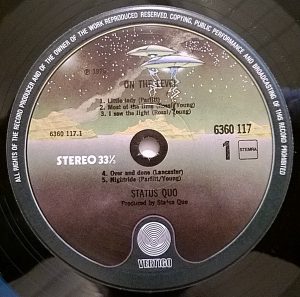 ALL RIGHTS OF THE RECORD PRODUCER AND OF THE OWNER OF THE WORK REPRODUCED RESERVED. COPYING, PUBLIC PERFORMANCE AND BROADCASTING OF THIS RECORD PROHIBITED
℗ 1975
ON THE LEVEL
1. Little lady (Parfitt)
2. Most of the time (Rossi/Young)
3. I saw the light (Rossi/Young)
6360 117.1
6360 117
STEREO 33⅓
1
STEMRA
4. Over and done (Lancaster)
5. Nightride (Parfitt/Young)
STATUS QUO
Produced by Status Quo
VERTIGO